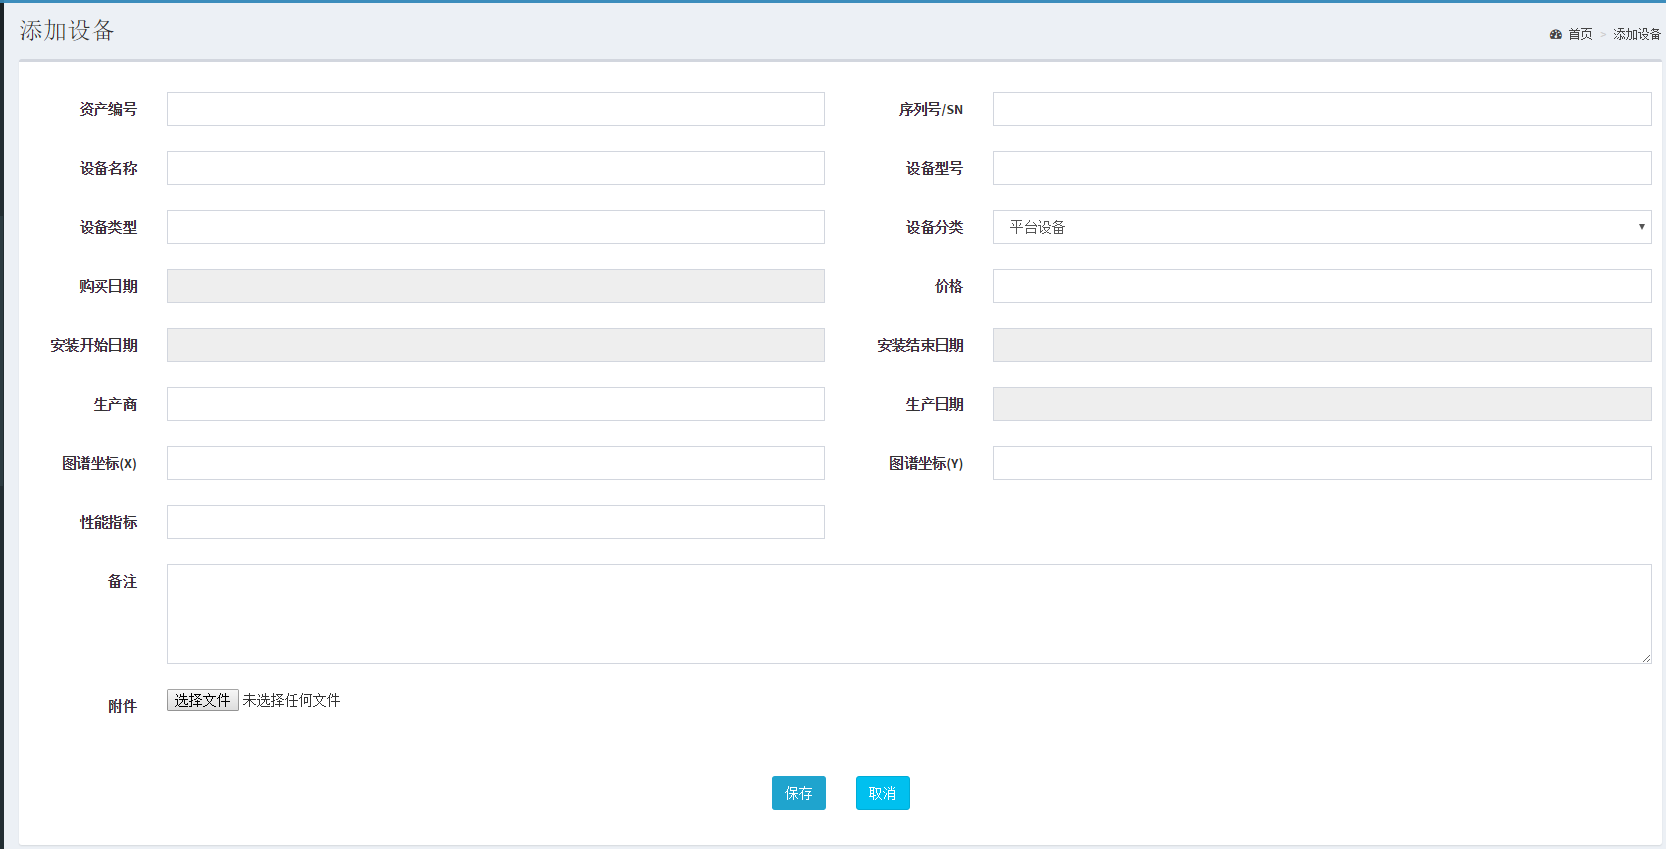 添加设备
首页 > 添加设备
资产编号
序列号/SN
设备名称
设备型号
设备类型
设备分类 平台设备
购买日期
价格
安装开始日期
安装结束日期
生产商
生产日期
图谱坐标(X)
图谱坐标(Y)
性能指标
备注
附件 选择文件 未选择任何文件
保存 取消